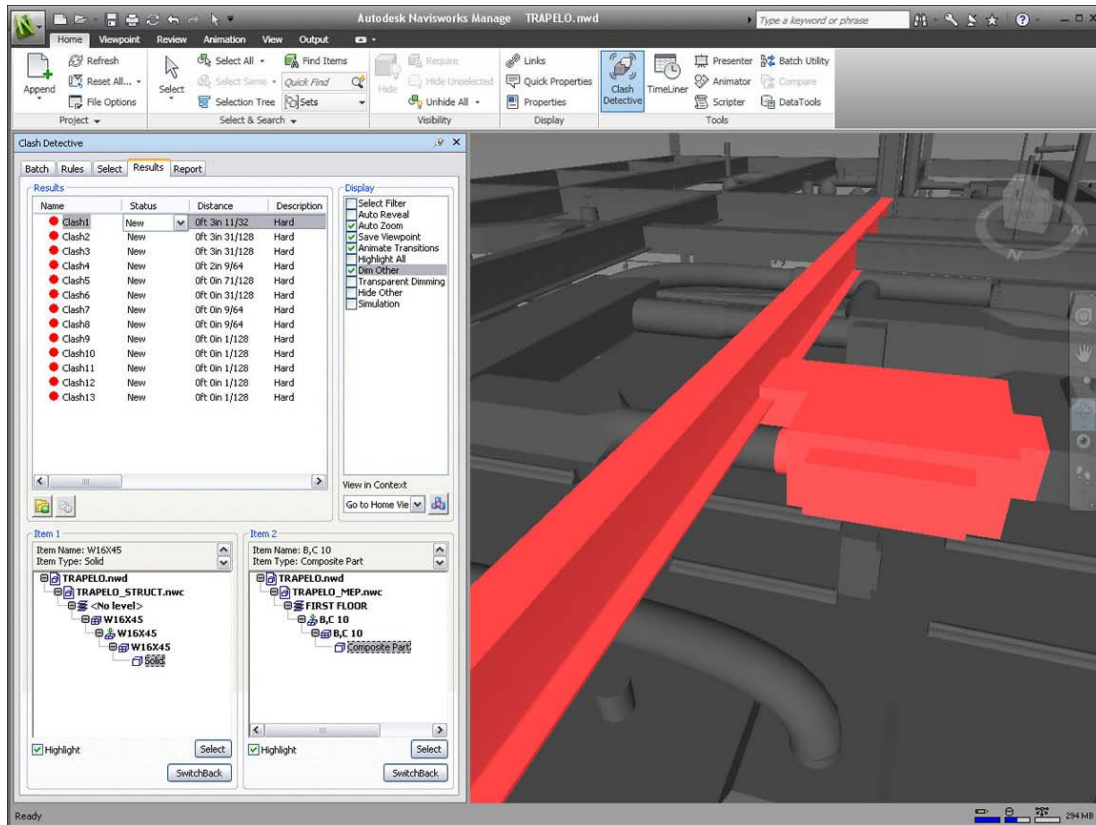 Autodesk Navisworks Manage TRAPELO.nwd
Type a keyword or phrase
Home Viewpoint Review Animation View Output
Append
Refresh
Reset All...
File Options
Project
Select
Select All
Select Same
Selection Tree
Find Items
Quick Find
Sets
Select & Search
Hide
Require
Hide Unselected
Unhide All
Visibility
Links
Quick Properties
Properties
Display
Clash Detective
TimeLiner
Presenter
Animator
Scripter
Batch Utility
Compare
DataTools
Tools
Clash Detective
Batch Rules Select Results Report
Results
Name Status Distance Description
Clash1 New 0ft 3in 11/32 Hard
Clash2 New 0ft 3in 31/128 Hard
Clash3 New 0ft 3in 31/128 Hard
Clash4 New 0ft 2in 9/64 Hard
Clash5 New 0ft 0in 71/128 Hard
Clash6 New 0ft 0in 31/128 Hard
Clash7 New 0ft 0in 9/64 Hard
Clash8 New 0ft 0in 9/64 Hard
Clash9 New 0ft 0in 1/128 Hard
Clash10 New 0ft 0in 1/128 Hard
Clash11 New 0ft 0in 1/128 Hard
Clash12 New 0ft 0in 1/128 Hard
Clash13 New 0ft 0in 1/128 Hard
Display
Select Filter
Auto Reveal
Auto Zoom
Save Viewpoint
Animate Transitions
Highlight All
Dim Other
Transparent Dimming
Hide Other
Simulation
View in Context
Go to Home Vie
Item 1
Item Name: W16X45
Item Type: Solid
TRAPELO.nwd
TRAPELO_STRUCT.nwc
<No level>
W16X45
W16X45
W16X45
Solid
Highlight
Select
SwitchBack
Item 2
Item Name: B,C 10
Item Type: Composite Part
TRAPELO.nwd
TRAPELO_MEP.nwc
FIRST FLOOR
B,C 10
B,C 10
Composite Part
Highlight
Select
SwitchBack
N
Ready
294 MB